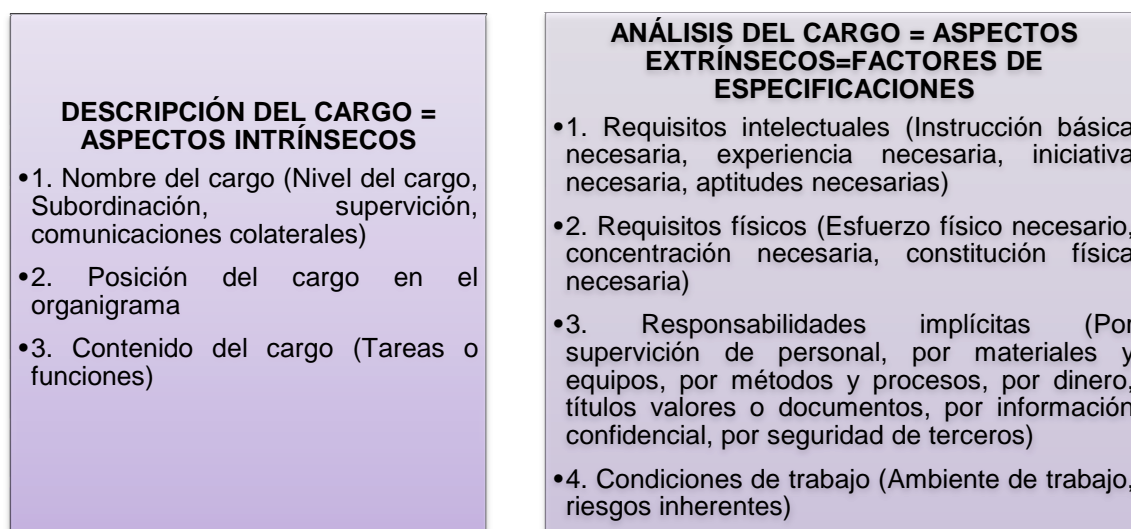 DESCRIPCIÓN DEL CARGO =
ASPECTOS INTRÍNSECOS
•1. Nombre del cargo (Nivel del cargo,
Subordinación, supervición,
comunicaciones colaterales)
•2. Posición del cargo en el
organigrama
•3. Contenido del cargo (Tareas o
funciones)
ANÁLISIS DEL CARGO = ASPECTOS
EXTRÍNSECOS=FACTORES DE
ESPECIFICACIONES
•1. Requisitos intelectuales (Instrucción básica
necesaria, experiencia necesaria, iniciativa
necesaria, aptitudes necesarias)
•2. Requisitos físicos (Esfuerzo físico necesario,
concentración necesaria, constitución física
necesaria)
•3. Responsabilidades implícitas (Por
supervición de personal, por materiales y
equipos, por métodos y procesos, por dinero,
títulos valores o documentos, por información
confidencial, por seguridad de terceros)
•4. Condiciones de trabajo (Ambiente de trabajo,
riesgos inherentes)